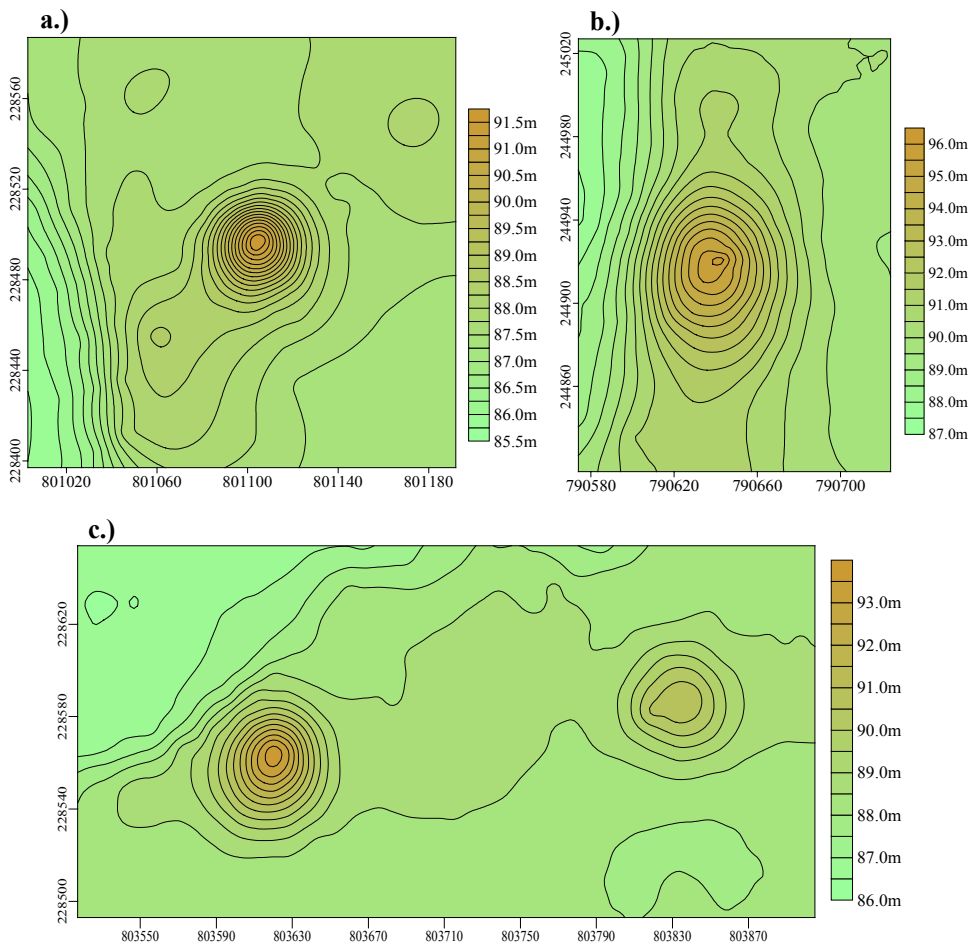 a.)
228560
228520
228480
228440
228400
801020 801060 801100 801140 801180
91.5m
91.0m
90.5m
90.0m
89.5m
89.0m
88.5m
88.0m
87.5m
87.0m
86.5m
86.0m
85.5m
b.)
245020
244980
244940
244900
244860
790580 790620 790660 790700
96.0m
95.0m
94.0m
93.0m
92.0m
91.0m
90.0m
89.0m
88.0m
87.0m
c.)
228620
228580
228540
228500
803550 803590 803630 803670 803710 803750 803790 803830 803870
93.0m
92.0m
91.0m
90.0m
89.0m
88.0m
87.0m
86.0m